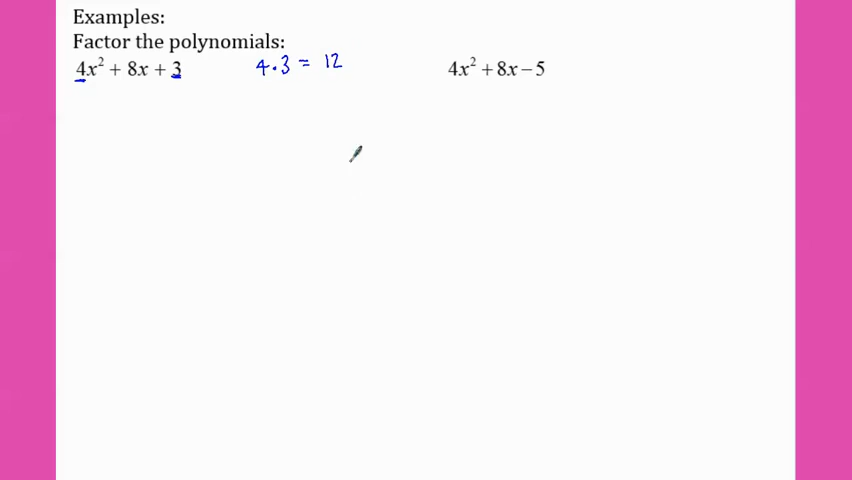 Examples:
Factor the polynomials:
4x² + 8x + 3 4·3 = 12 4x² + 8x − 5